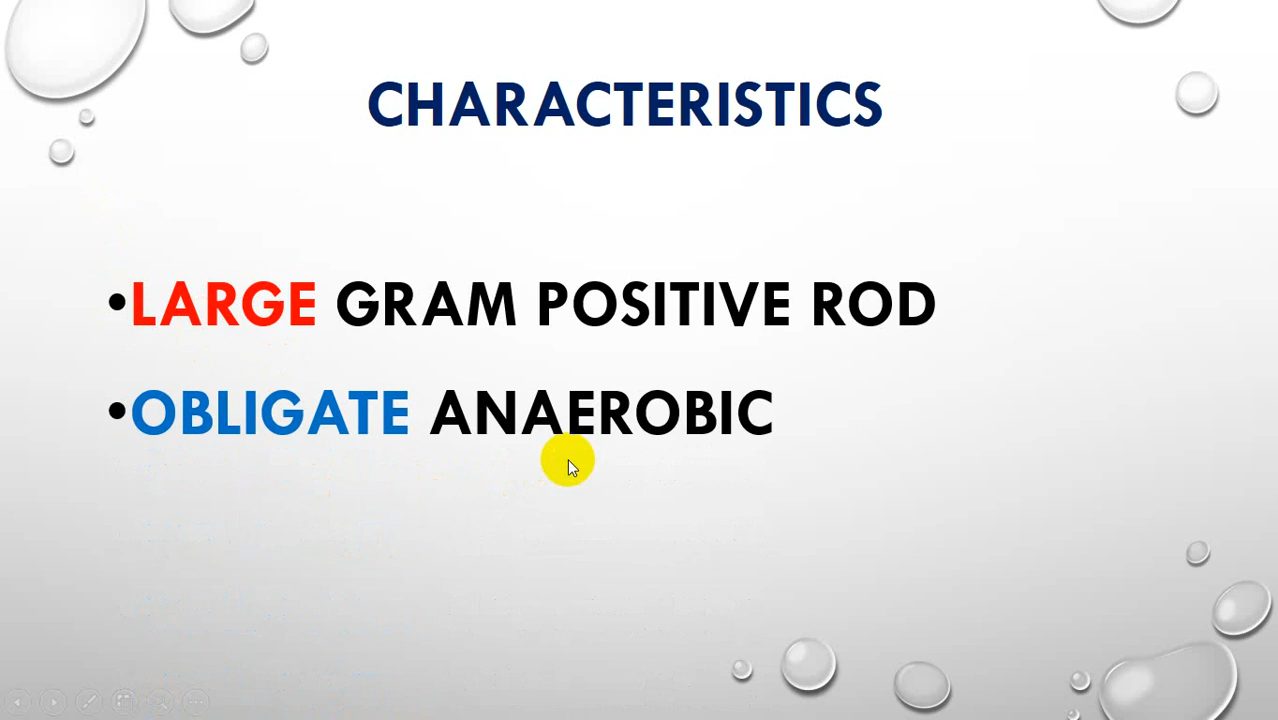 CHARACTERISTICS
•LARGE GRAM POSITIVE ROD
•OBLIGATE ANAEROBIC